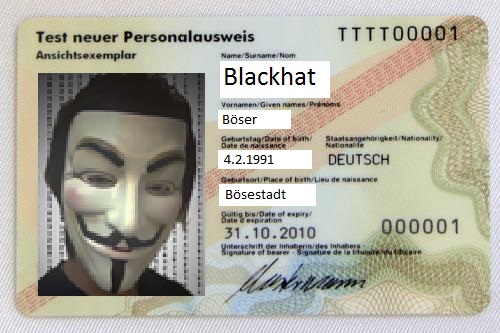 Test neuer Personalausweis
TTTT00001
Ansichtsexemplar
Name/Surname/Nom
Blackhat
Vornamen/Given names/Prénoms
Böser
Geburtstag/Date of birth/
Date de naissance
Staatsangehörigkeit/Nationality/
Nationalité
4.2.1991
DEUTSCH
Geburtsort/Place of birth/Lieu de naissance
Bösestadt
Gültig bis/Date of expiry/
Date d'expiration
31.10.2010
000001
Unterschrift der Inhaberin/des Inhabers
Signature of bearer - Signature de la titulaire/du titulaire